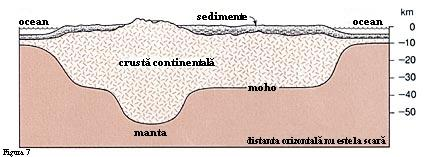 sedimente
ocean
ocean
km
0
-10
-20
-30
-40
-50
crustă continentală
moho
manta
distanta orizontală nu este la scară
Figura 7